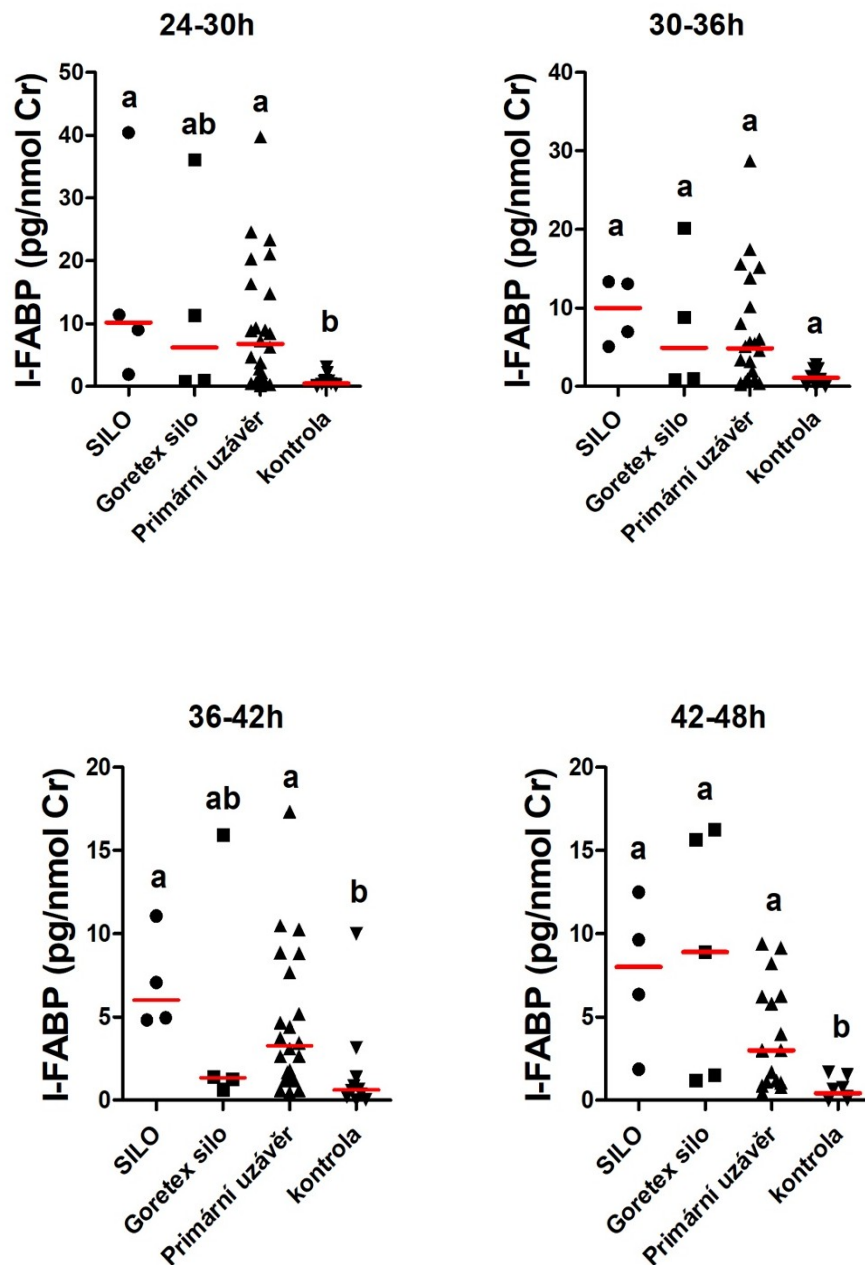 24-30h
I-FABP (pg/nmol Cr)
50
40
30
20
10
0
a
ab
a
b
SILO
Goretex silo
Primární uzávěr
kontrola
30-36h
I-FABP (pg/nmol Cr)
40
30
20
10
0
a
a
a
a
SILO
Goretex silo
Primární uzávěr
kontrola
36-42h
I-FABP (pg/nmol Cr)
20
15
10
5
0
a
ab
a
b
SILO
Goretex silo
Primární uzávěr
kontrola
42-48h
I-FABP (pg/nmol Cr)
20
15
10
5
0
a
a
a
b
SILO
Goretex silo
Primární uzávěr
kontrola